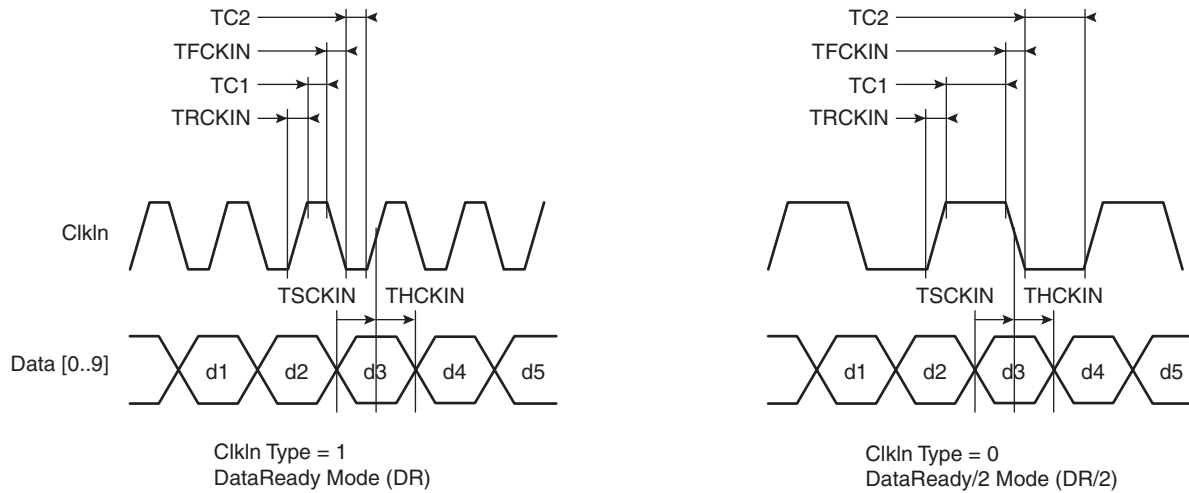 TC2
TFCKIN
TC1
TRCKIN
ClkIn
TSCKIN THCKIN
Data [0..9]
d1 d2 d3 d4 d5
ClkIn Type = 1
DataReady Mode (DR)
TC2
TFCKIN
TC1
TRCKIN
TSCKIN THCKIN
d1 d2 d3 d4 d5
ClkIn Type = 0
DataReady/2 Mode (DR/2)